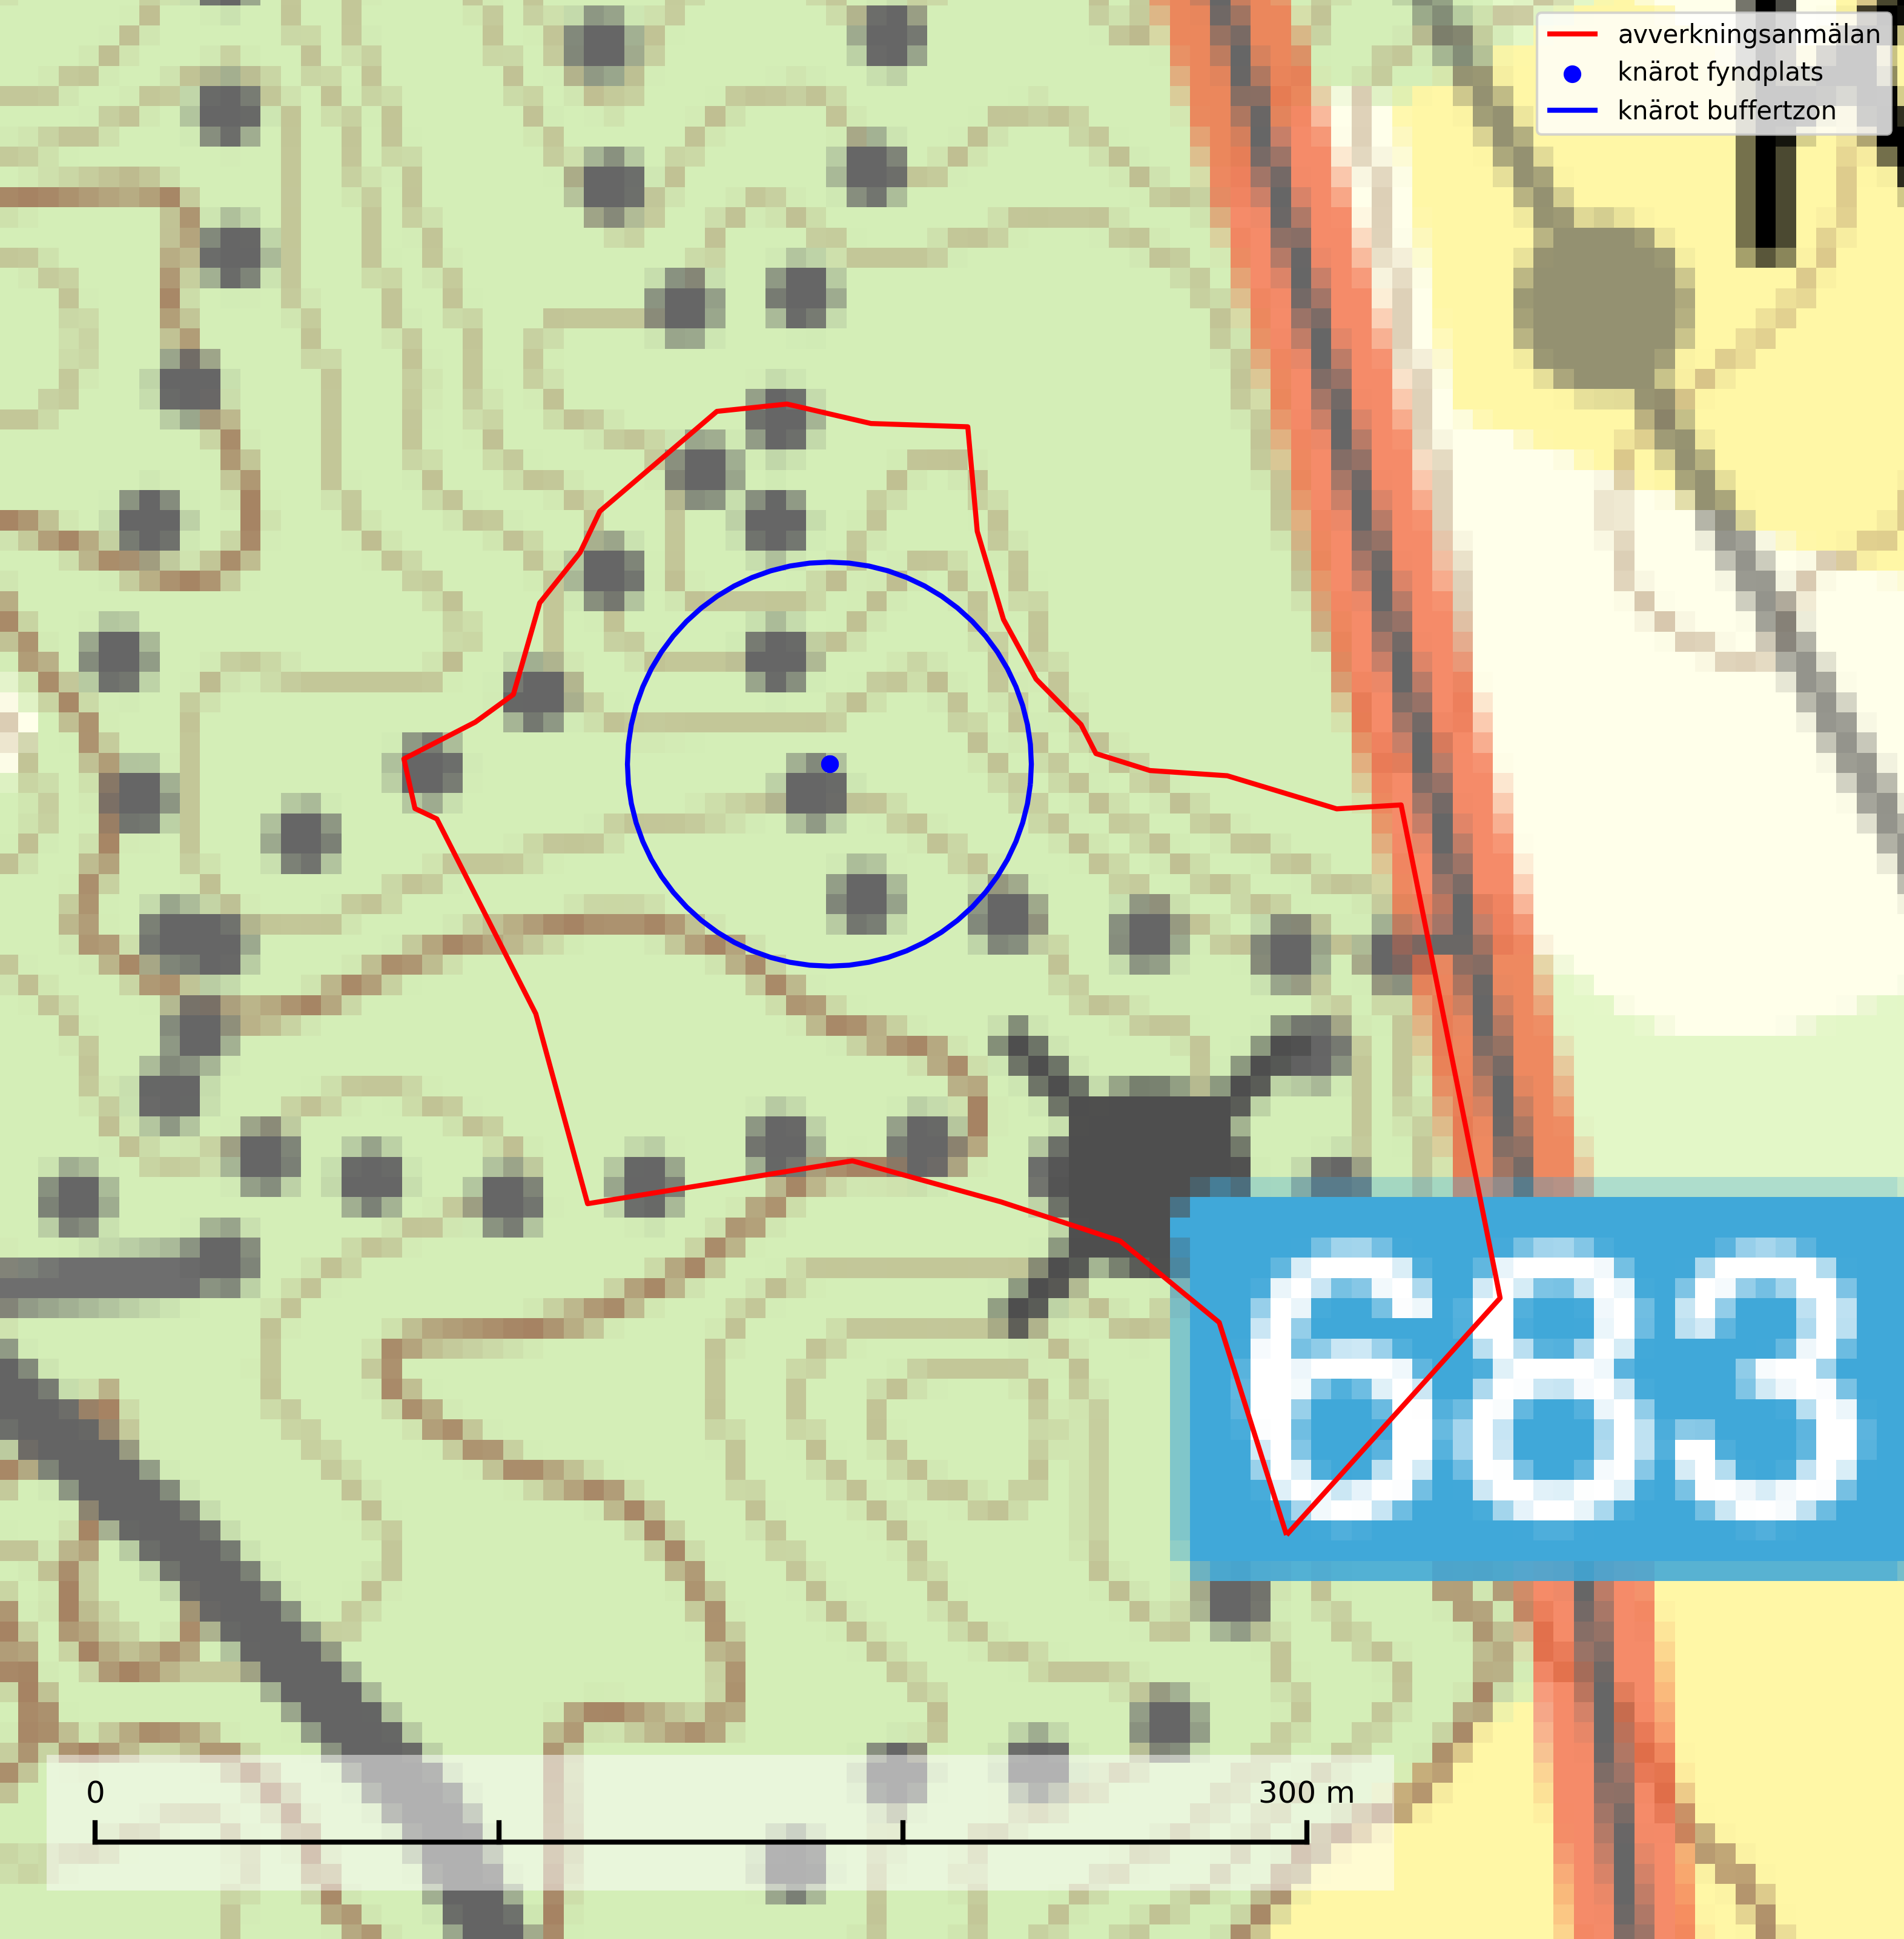 avverkningsanmälan
knärot fyndplats
knärot buffertzon
683
0 300 m